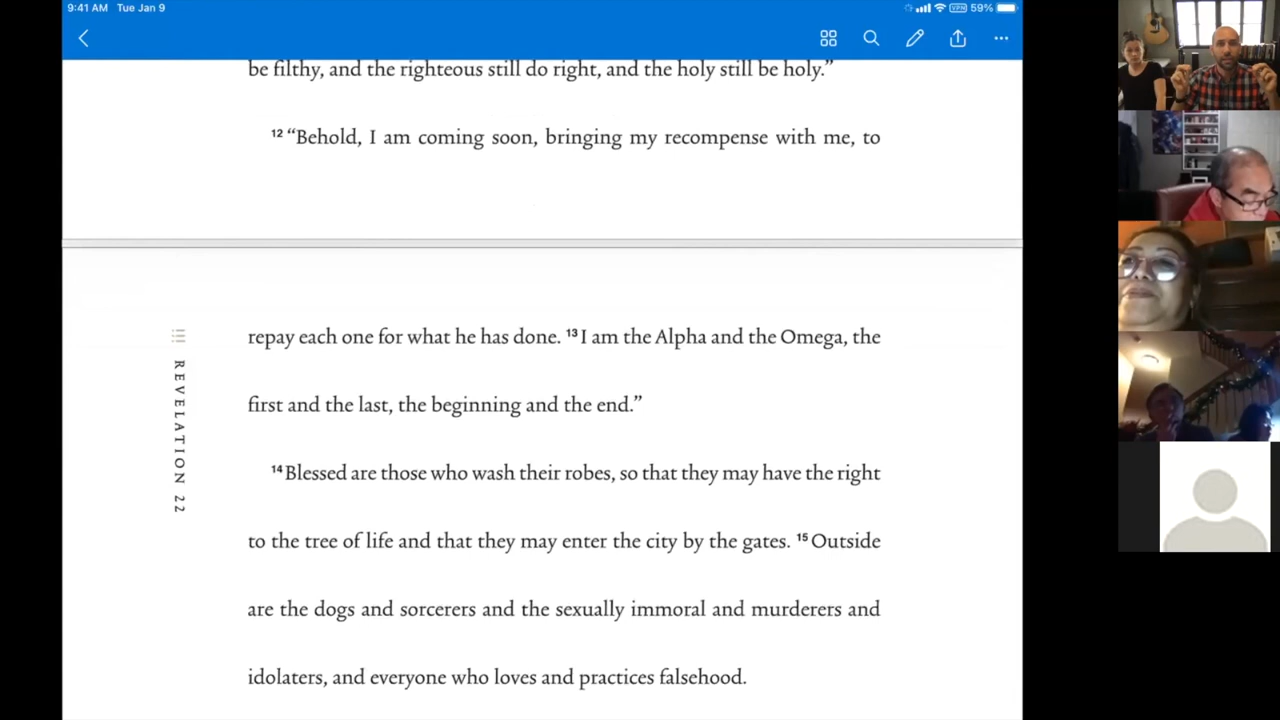 9:41 AM Tue Jan 9
VPN 59%
be filthy, and the righteous still do right, and the holy still be holy.”
12 “Behold, I am coming soon, bringing my recompense with me, to
REVELATION 22
repay each one for what he has done. 13 I am the Alpha and the Omega, the
first and the last, the beginning and the end.”
14 Blessed are those who wash their robes, so that they may have the right
to the tree of life and that they may enter the city by the gates. 15 Outside
are the dogs and sorcerers and the sexually immoral and murderers and
idolaters, and everyone who loves and practices falsehood.